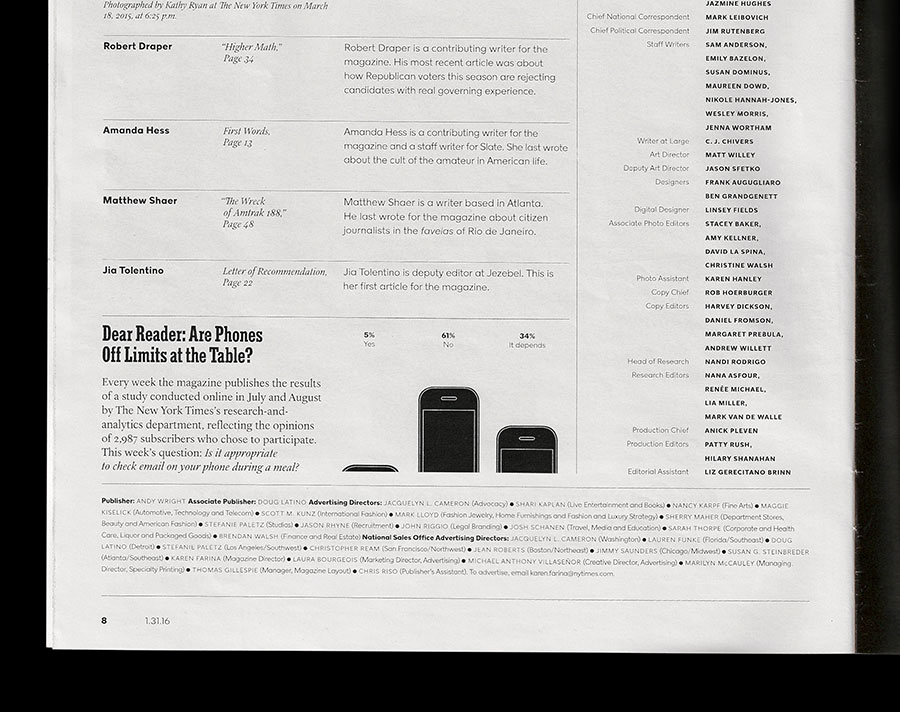 Photographed by Kathy Ryan at The New York Times on March
18, 2015, at 6:25 p.m.
Robert Draper
“Higher Math,”
Page 34
Robert Draper is a contributing writer for the
magazine. His most recent article was about
how Republican voters this season are rejecting
candidates with real governing experience.
Amanda Hess
First Words,
Page 13
Amanda Hess is a contributing writer for the
magazine and a staff writer for Slate. She last wrote
about the cult of the amateur in American life.
Matthew Shaer
“The Wreck
of Amtrak 188,”
Page 48
Matthew Shaer is a writer based in Atlanta.
He last wrote for the magazine about citizen
journalists in the favelas of Rio de Janeiro.
Jia Tolentino
Letter of Recommendation,
Page 22
Jia Tolentino is deputy editor at Jezebel. This is
her first article for the magazine.
Dear Reader: Are Phones
Off Limits at the Table?
Every week the magazine publishes the results
of a study conducted online in July and August
by The New York Times’s research-and-
analytics department, reflecting the opinions
of 2,987 subscribers who chose to participate.
This week’s question: Is it appropriate
to check email on your phone during a meal?
5% 61% 34%
Yes No It depends
JAZMINE HUGHES
Chief National Correspondent MARK LEIBOVICH
Chief Political Correspondent JIM RUTENBERG
Staff Writers SAM ANDERSON,
EMILY BAZELON,
SUSAN DOMINUS,
MAUREEN DOWD,
NIKOLE HANNAH-JONES,
WESLEY MORRIS,
JENNA WORTHAM
Writer at Large C. J. CHIVERS
Art Director MATT WILLEY
Deputy Art Director JASON SFETKO
Designers FRANK AUGUGLIARO
BEN GRANDGENETT
Digital Designer LINSEY FIELDS
Associate Photo Editors STACEY BAKER,
AMY KELLNER,
DAVID LA SPINA,
CHRISTINE WALSH
Photo Assistant KAREN HANLEY
Copy Chief ROB HOERBURGER
Copy Editors HARVEY DICKSON,
DANIEL FROMSON,
MARGARET PREBULA,
ANDREW WILLETT
Head of Research NANDI RODRIGO
Research Editors NANA ASFOUR,
RENÉE MICHAEL,
LIA MILLER,
MARK VAN DE WALLE
Production Chief ANICK PLEVEN
Production Editors PATTY RUSH,
HILARY SHANAHAN
Editorial Assistant LIZ GERECITANO BRINN
Publisher: ANDY WRIGHT Associate Publisher: DOUG LATINO Advertising Directors: JACQUELYN L. CAMERON (Advocacy) ● SHARI KAPLAN (Live Entertainment and Books) ● NANCY KARPF (Fine Arts) ● MAGGIE
KISELICK (Automotive, Technology and Telecom) ● SCOTT M. KUNZ (International Fashion) ● MARK LLOYD (Fashion Jewelry, Home Furnishings and Fashion and Luxury Strategy) ● SHERRY MAHER (Department Stores,
Beauty and American Fashion) ● STEFANIE PALETZ (Studios) ● JASON RHYNE (Recruitment) ● JOHN RIGGIO (Legal Branding) ● JOSH SCHANEN (Travel, Media and Education) ● SARAH THORPE (Corporate and Health
Care, Liquor and Packaged Goods) ● BRENDAN WALSH (Finance and Real Estate) National Sales Office Advertising Directors: JACQUELYN L. CAMERON (Washington) ● LAUREN FUNKE (Florida/Southeast) ● DOUG
LATINO (Detroit) ● STEFANIE PALETZ (Los Angeles/Southwest) ● CHRISTOPHER REAM (San Francisco/Northwest) ● JEAN ROBERTS (Boston/Northeast) ● JIMMY SAUNDERS (Chicago/Midwest) ● SUSAN G. STEINBREDER
(Atlanta/Southeast) ● KAREN FARINA (Magazine Director) ● LAURA BOURGEOIS (Marketing Director, Advertising) ● MICHAEL ANTHONY VILLASEÑOR (Creative Director, Advertising) ● MARILYN McCAULEY (Managing
Director, Specialty Printing) ● THOMAS GILLESPIE (Manager, Magazine Layout) ● CHRIS RISO (Publisher’s Assistant). To advertise, email karen.farina@nytimes.com.
8 1.31.16